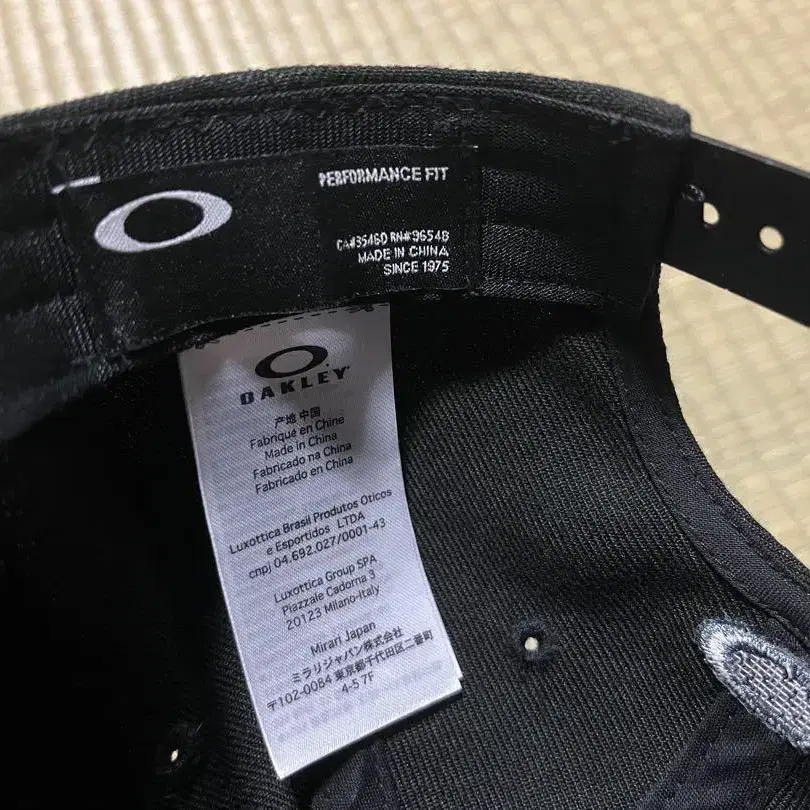 PERFORMANCE FIT
CA#35460 RN#96548
MADE IN CHINA
SINCE 1975
OAKLEY
产地 中国
Fabriqué en Chine
Made in China
Fabricado na China
Fabricado en China
Luxottica Brasil Produtos Oticos
e Esportidos LTDA
cnpj 04.692.027/0001-43
Luxottica Group SPA
Piazzale Cadorna 3
20123 Milano-Italy
Mirari Japan
ミラリジャパン株式会社
〒102-0084 東京都千代田区二番町
4-5 7F